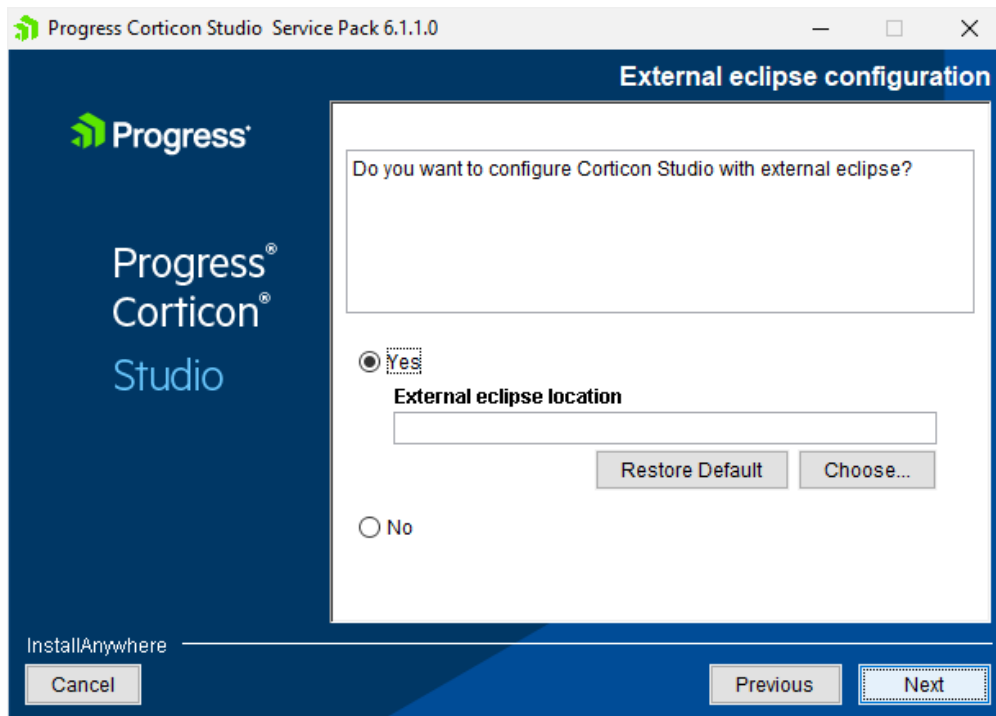 Progress Corticon Studio Service Pack 6.1.1.0
External eclipse configuration
Progress
Progress®
Corticon®
Studio
Do you want to configure Corticon Studio with external eclipse?
Yes
External eclipse location
Restore Default
Choose...
No
InstallAnywhere
Cancel
Previous
Next